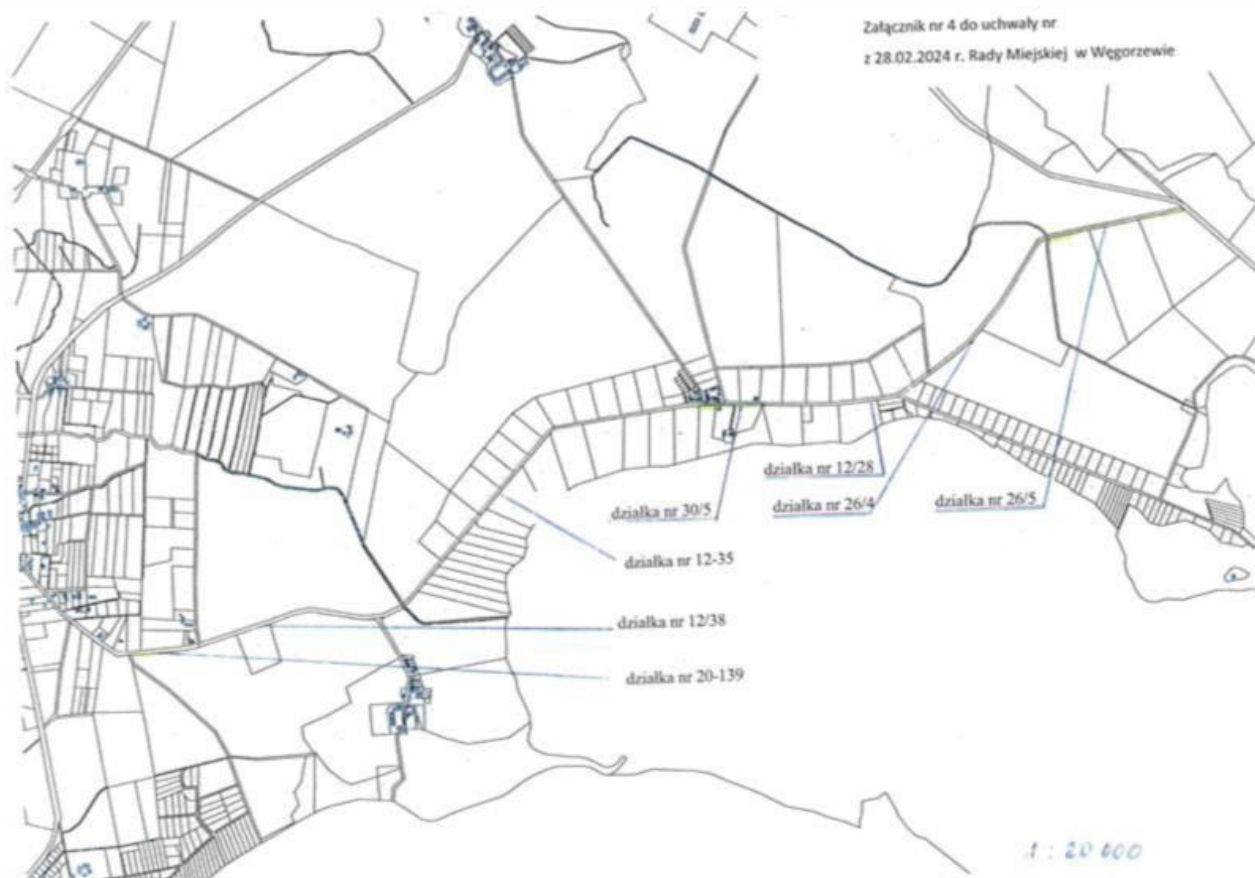 Załącznik nr 4 do uchwały nr
z 28.02.2024 r. Rady Miejskiej w Węgorzewie
działka nr 12/28
działka nr 30/5
działka nr 26/4
działka nr 26/5
działka nr 12-35
działka nr 12/38
działka nr 20-139
1 : 20 000